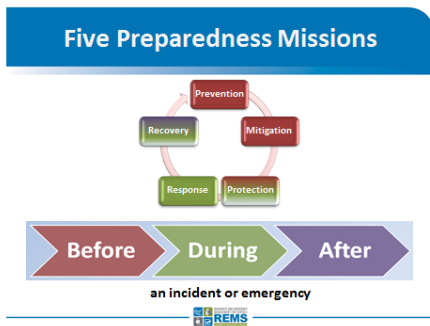 Five Preparedness Missions
Prevention
Recovery
Mitigation
Response
Protection
Before
During
After
an incident or emergency
REMS